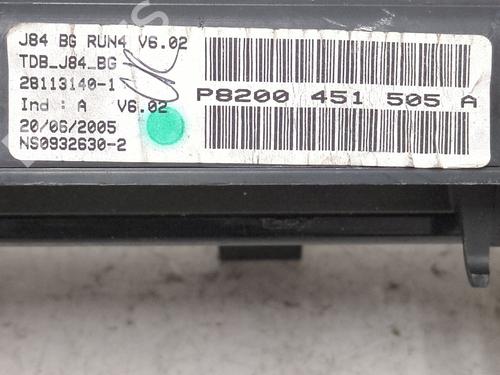 J84 BG RUN4 V6.02
TDB_J84_BG
28113140-1
Ind : A V6.02
20/06/2005
NS0932630-2
P8200 451 505 A